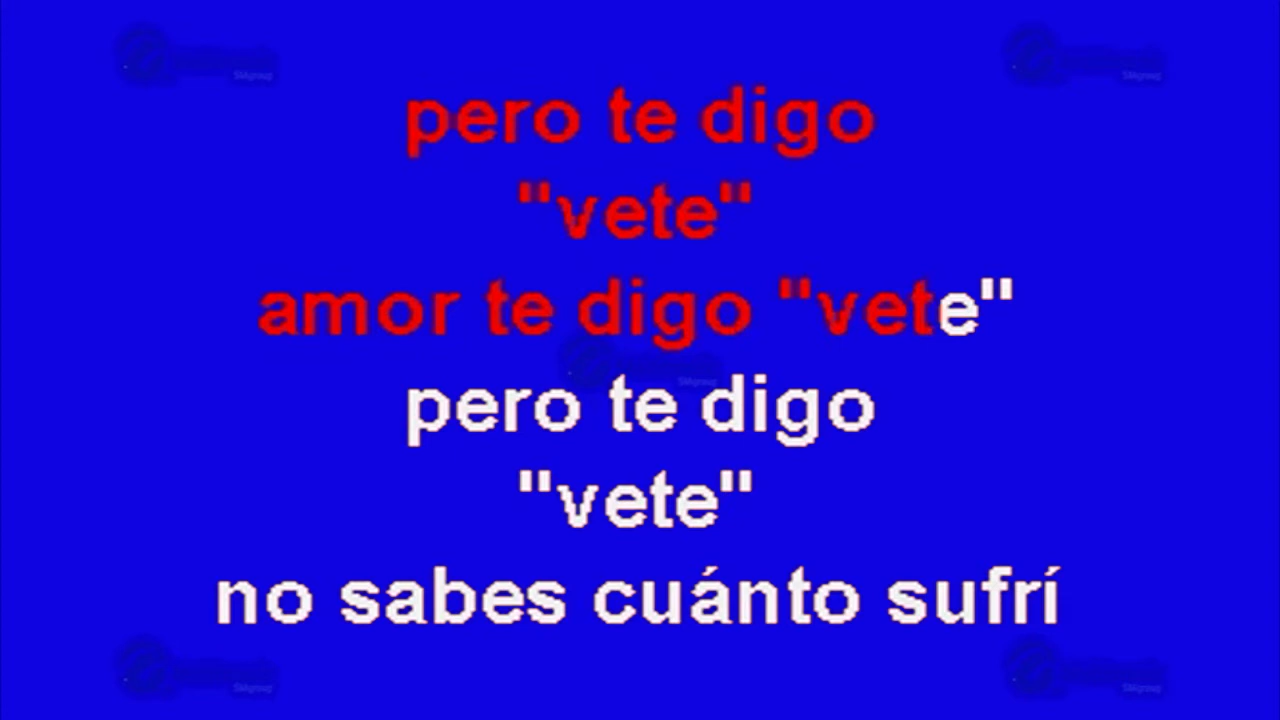 pero te digo
"vete"
amor te digo "vete"
pero te digo
"vete"
no sabes cuánto sufrí